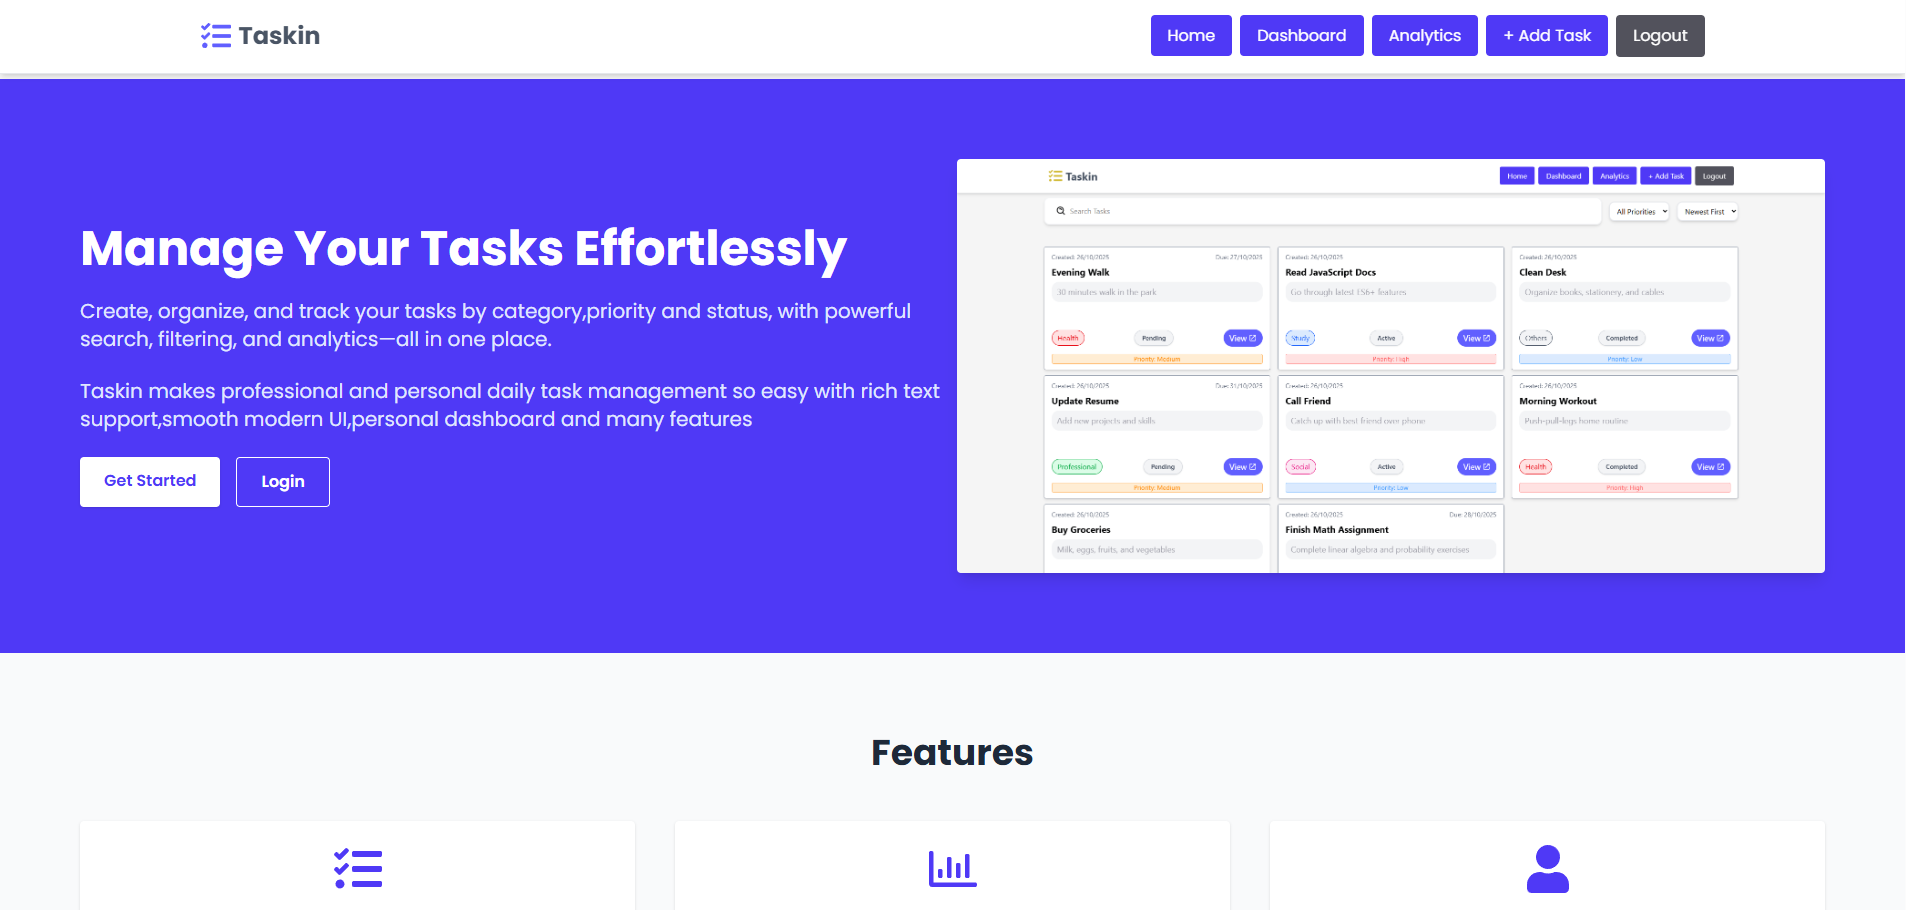 Taskin
Home
Dashboard
Analytics
+ Add Task
Logout
Manage Your Tasks Effortlessly
Create, organize, and track your tasks by category,priority and status, with powerful
search, filtering, and analytics—all in one place.
Taskin makes professional and personal daily task management so easy with rich text
support,smooth modern UI,personal dashboard and many features
Get Started
Login
Taskin
Home
Dashboard
Analytics
+ Add Task
Logout
Search Tasks
All Priorities
Newest First
Created: 26/10/2025
Due: 27/10/2025
Evening Walk
30 minutes walk in the park
Health
Pending
View
Priority: Medium
Created: 26/10/2025
Read JavaScript Docs
Go through latest ES6+ features
Study
Active
View
Priority: High
Created: 26/10/2025
Clean Desk
Organize books, stationery, and cables
Others
Completed
View
Priority: Low
Created: 26/10/2025
Due: 31/10/2025
Update Resume
Add new projects and skills
Professional
Pending
View
Priority: Medium
Created: 26/10/2025
Call Friend
Catch up with best friend over phone
Social
Active
View
Priority: Low
Created: 26/10/2025
Morning Workout
Push-pull-legs home routine
Health
Completed
View
Priority: High
Created: 26/10/2025
Buy Groceries
Milk, eggs, fruits, and vegetables
Created: 26/10/2025
Due: 28/10/2025
Finish Math Assignment
Complete linear algebra and probability exercises
Features